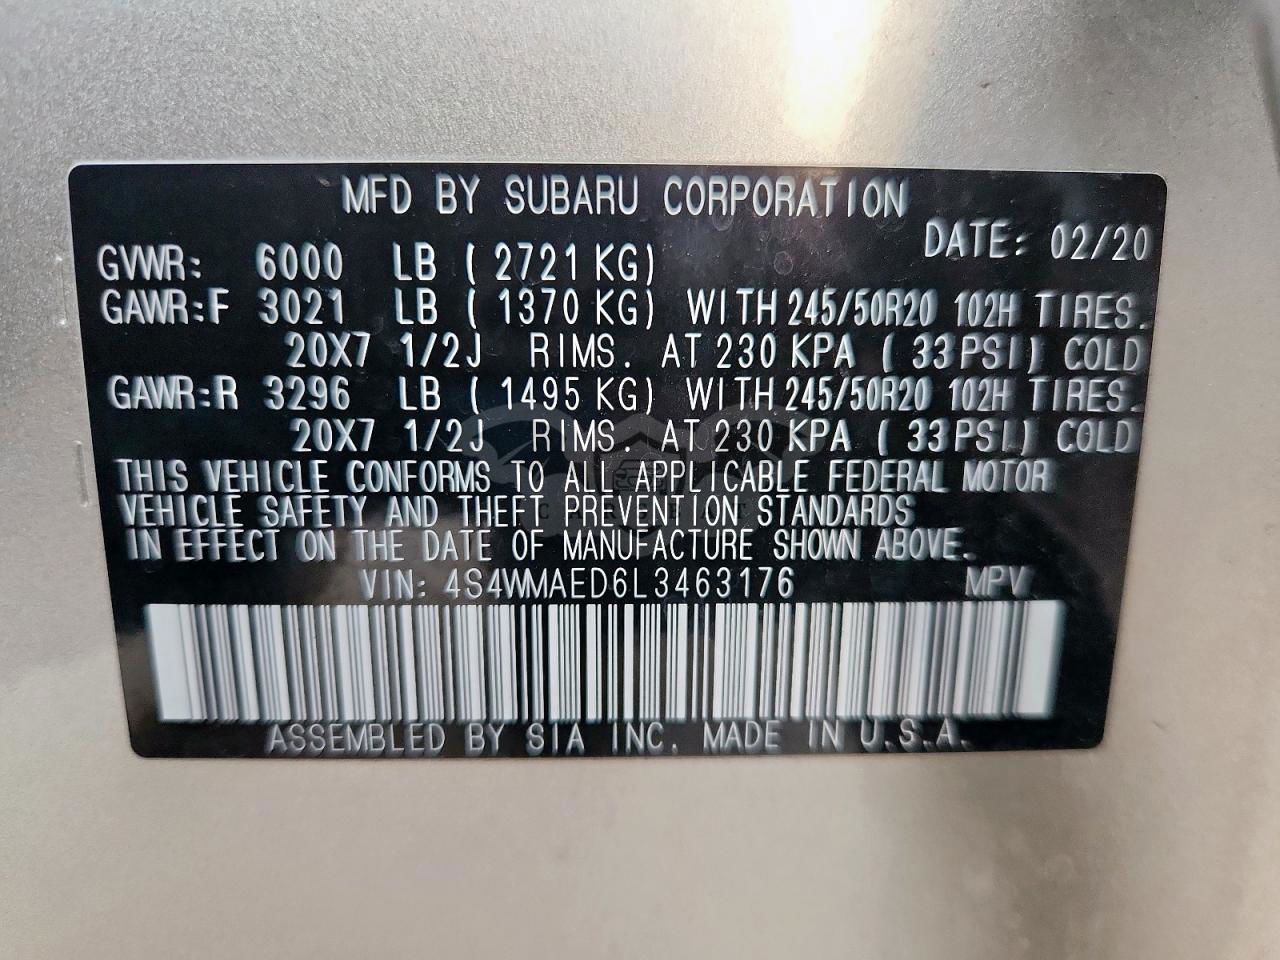 MFD BY SUBARU CORPORATION
DATE: 02/20
GVWR: 6000 LB ( 2721 KG)
GAWR:F 3021 LB ( 1370 KG) WITH 245/50R20 102H TIRES.
20X7 1/2J RIMS. AT 230 KPA ( 33PSI) COLD
GAWR:R 3296 LB ( 1495 KG) WITH 245/50R20 102H TIRES.
20X7 1/2J RIMS. AT 230 KPA ( 33PSI) COLD
THIS VEHICLE CONFORMS TO ALL APPLICABLE FEDERAL MOTOR
VEHICLE SAFETY AND THEFT PREVENTION STANDARDS
IN EFFECT ON THE DATE OF MANUFACTURE SHOWN ABOVE.
VIN: 4S4WMAED6L3463176 MPV
ASSEMBLED BY SIA INC. MADE IN U.S.A.